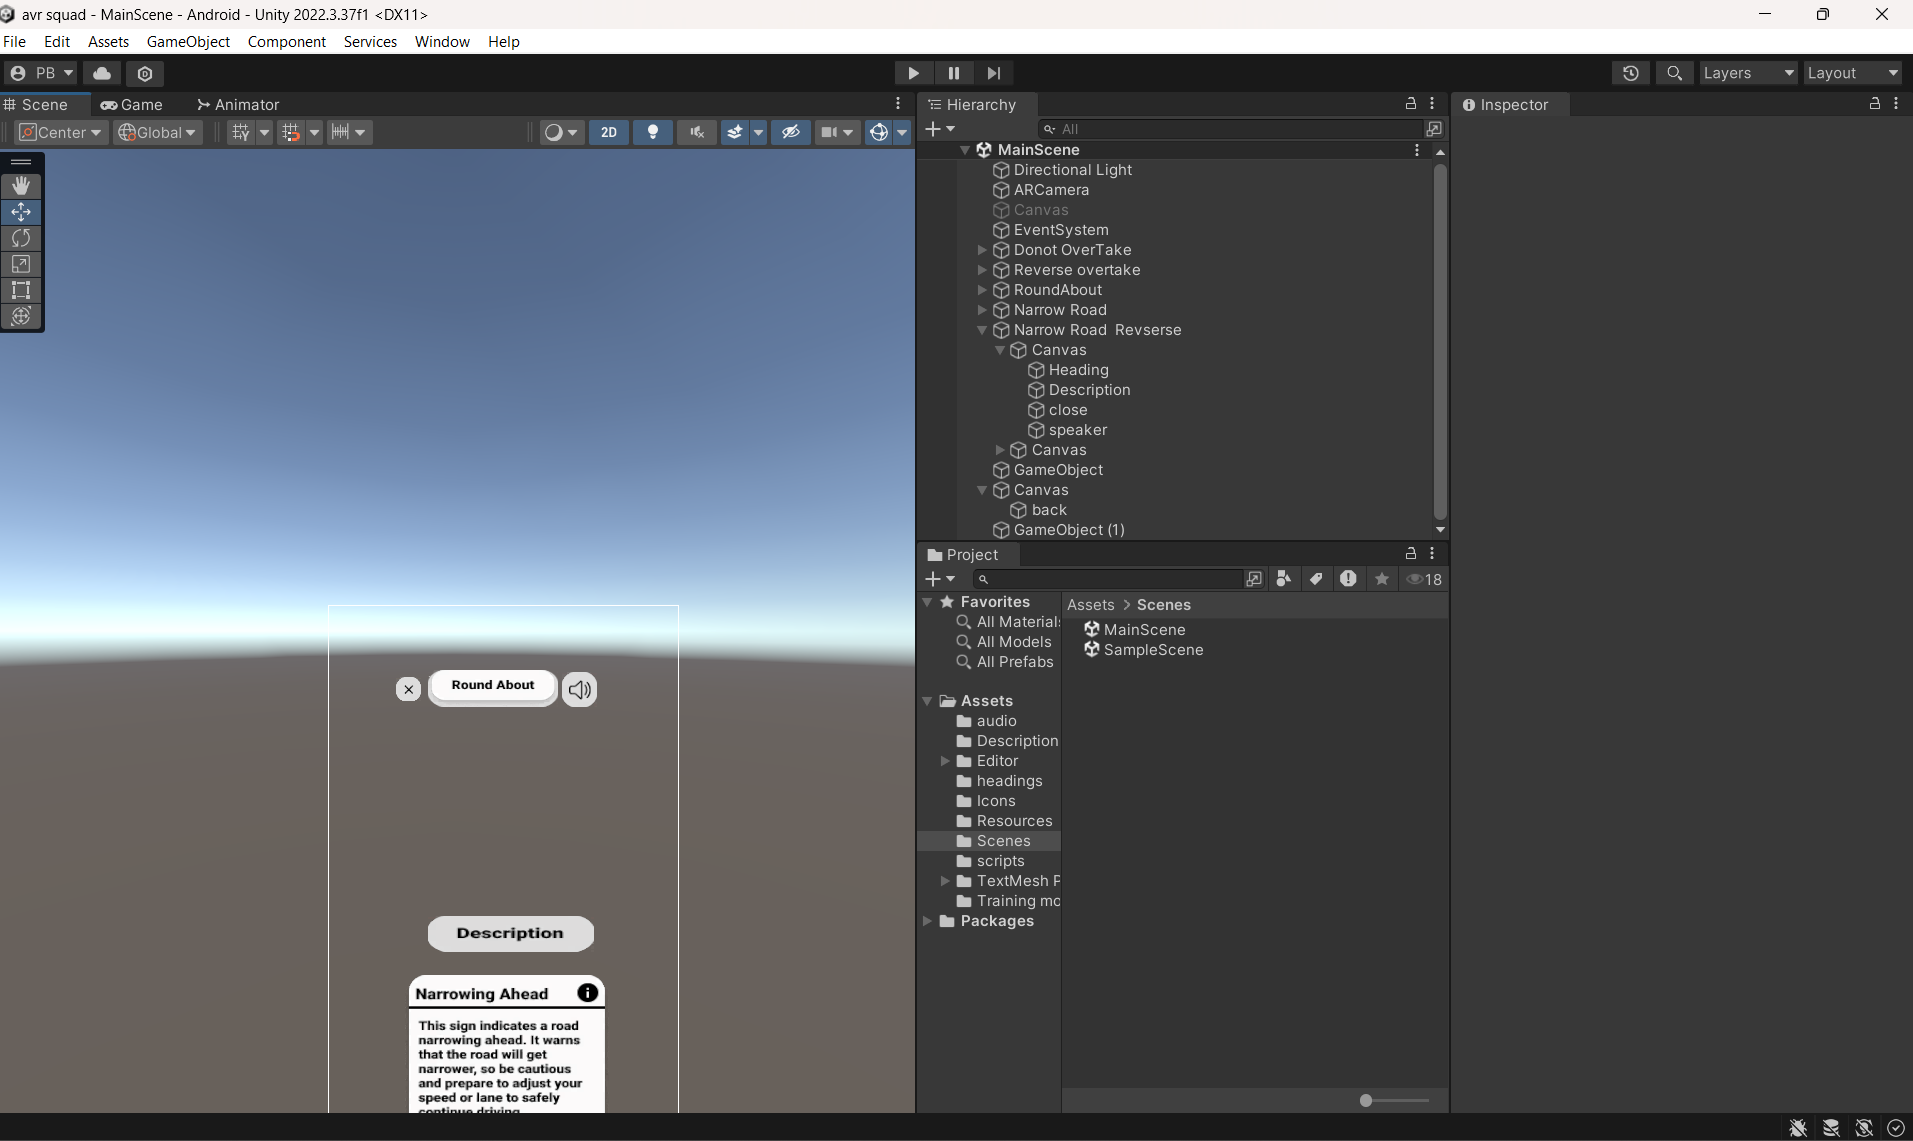 avr squad - MainScene - Android - Unity 2022.3.37f1 <DX11>
File Edit Assets GameObject Component Services Window Help
PB
Layers
Layout
Scene
Game
Animator
Center
Global
2D
Hierarchy
All
MainScene
Directional Light
ARCamera
Canvas
EventSystem
Donot OverTake
Reverse overtake
RoundAbout
Narrow Road
Narrow Road Revserse
Canvas
Heading
Description
close
speaker
Canvas
GameObject
Canvas
back
GameObject (1)
Inspector
Project
18
Favorites
All Materials
All Models
All Prefabs
Assets
audio
Description
Editor
headings
Icons
Resources
Scenes
scripts
TextMesh P
Training mo
Packages
Assets > Scenes
MainScene
SampleScene
Round About
Description
Narrowing Ahead
This sign indicates a road
narrowing ahead. It warns
that the road will get
narrower, so be cautious
and prepare to adjust your
speed or lane to safely
continue driving